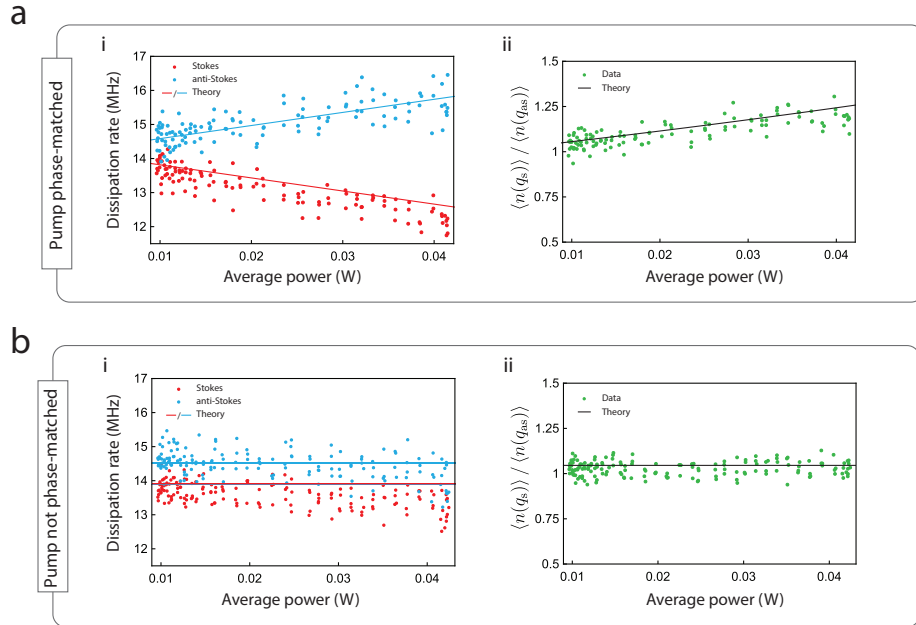 a
Pump phase-matched
i
Dissipation rate (MHz)
17
16
15
14
13
12
Stokes
anti-Stokes
/ Theory
0.01 0.02 0.03 0.04
Average power (W)
ii
⟨n(q_s)⟩ / ⟨n(q_as)⟩
1.5
1.25
1
0.75
0.5
Data
Theory
0.01 0.02 0.03 0.04
Average power (W)
b
Pump not phase-matched
i
Dissipation rate (MHz)
17
16
15
14
13
12
Stokes
anti-Stokes
/ Theory
0.01 0.02 0.03 0.04
Average power (W)
ii
⟨n(q_s)⟩ / ⟨n(q_as)⟩
1.5
1.25
1
0.75
0.5
Data
Theory
0.01 0.02 0.03 0.04
Average power (W)